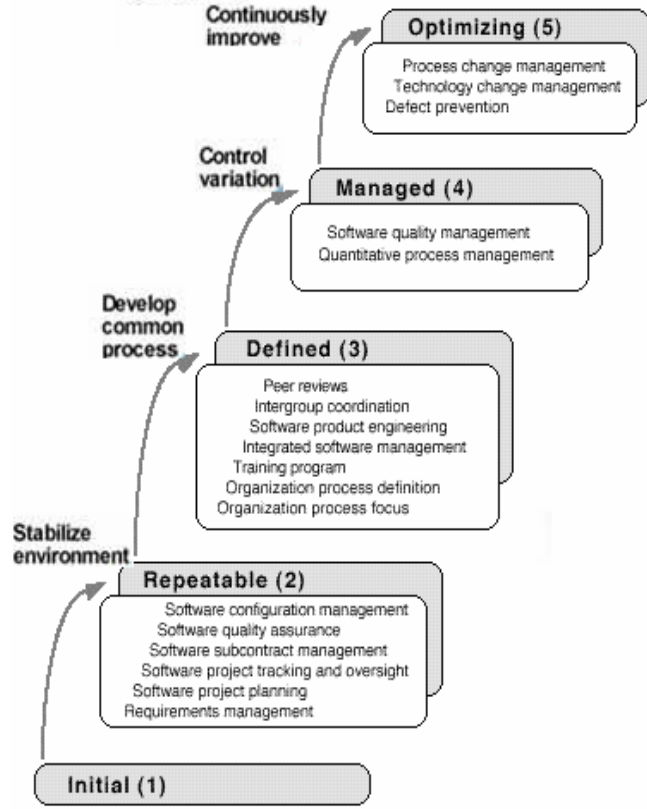 Continuously
improve
Optimizing (5)
Process change management
Technology change management
Defect prevention
Control
variation
Managed (4)
Software quality management
Quantitative process management
Develop
common
process
Defined (3)
Peer reviews
Intergroup coordination
Software product engineering
Integrated software management
Training program
Organization process definition
Organization process focus
Stabilize
environment
Repeatable (2)
Software configuration management
Software quality assurance
Software subcontract management
Software project tracking and oversight
Software project planning
Requirements management
Initial (1)